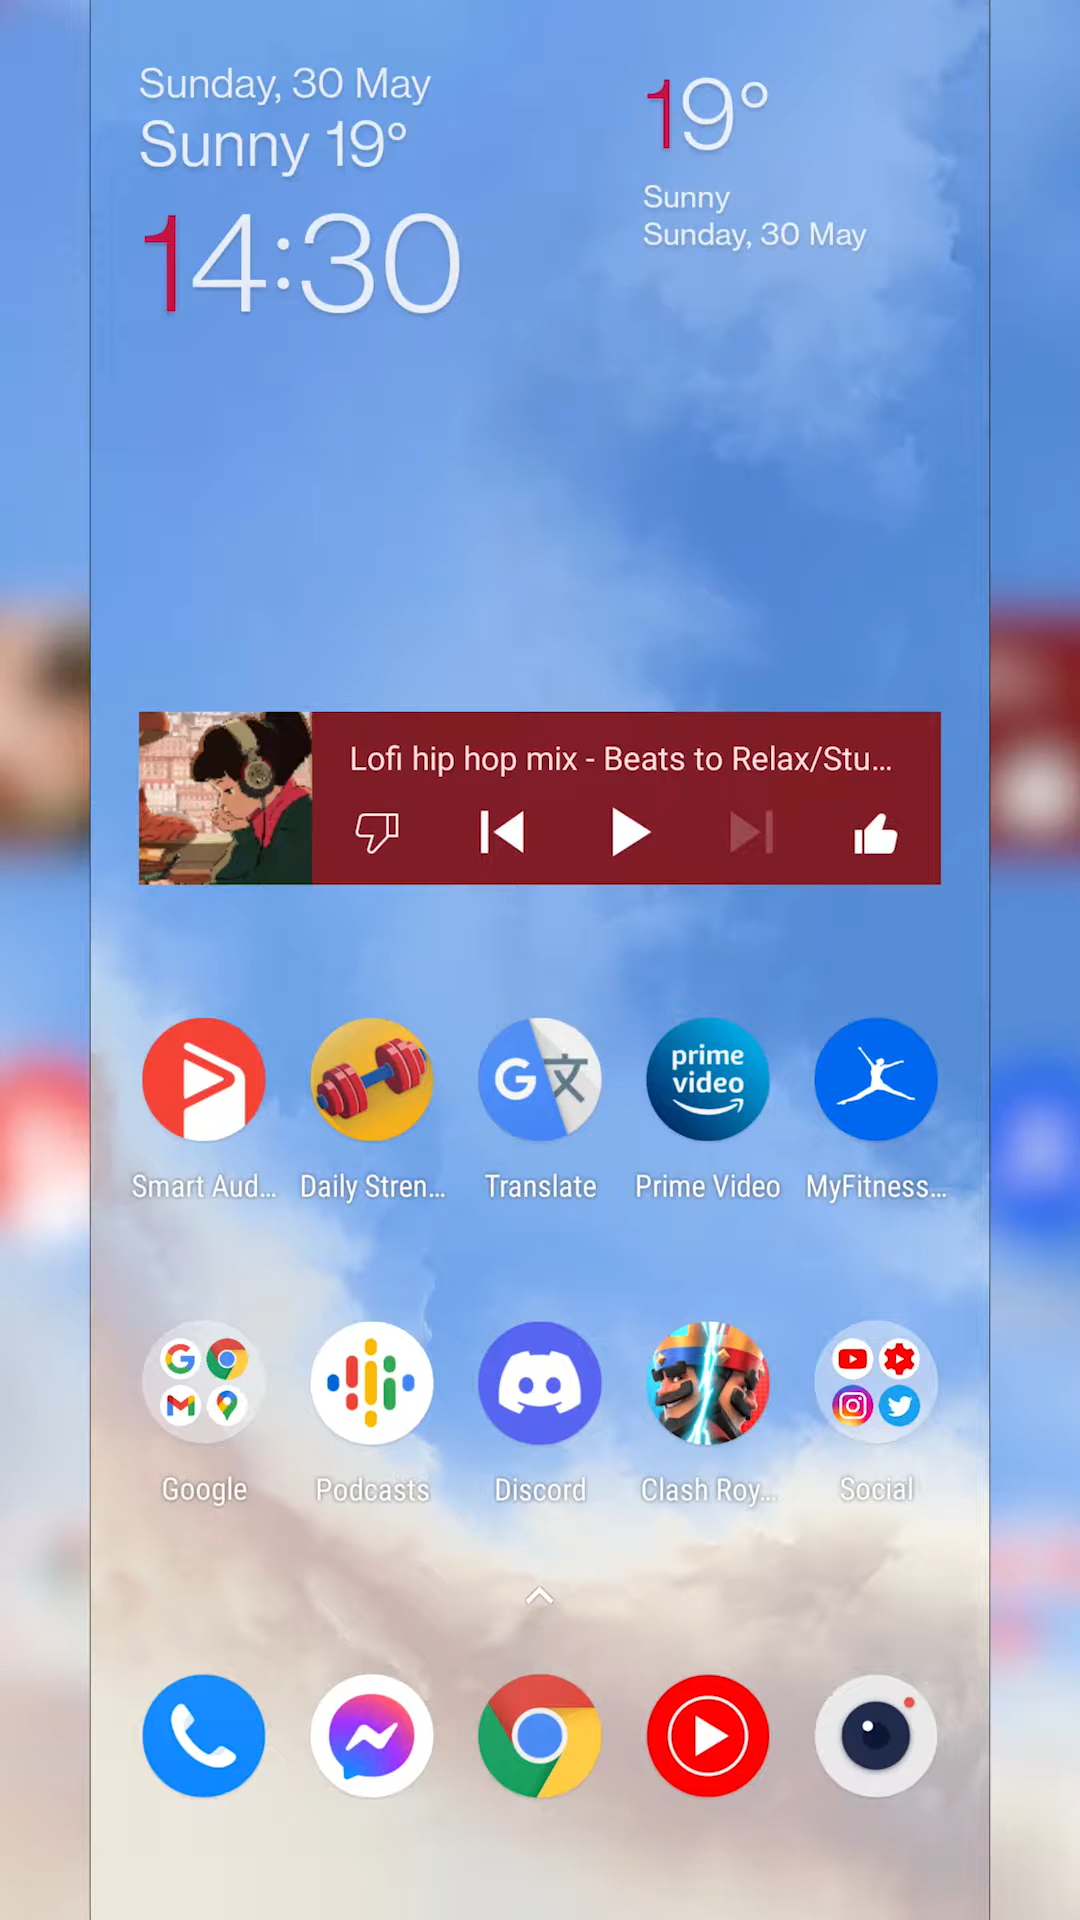 Sunday, 30 May
Sunny 19°
14:30
19°
Sunny
Sunday, 30 May
Lofi hip hop mix - Beats to Relax/Stu...
prime
video
Smart Aud...
Daily Stren...
Translate
Prime Video
MyFitness...
Google
Podcasts
Discord
Clash Roy...
Social